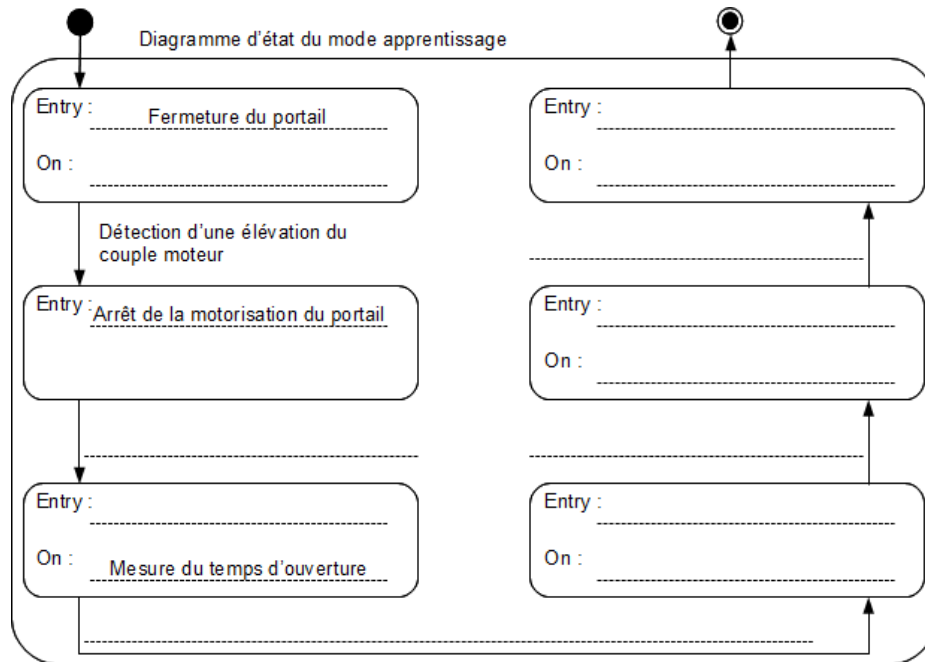 Diagramme d'état du mode apprentissage
Entry :
Fermeture du portail
On :
Détection d'une élévation du
couple moteur
Entry :
Arrêt de la motorisation du portail
Entry :
On :
Mesure du temps d'ouverture
Entry :
On :
Entry :
On :
Entry :
On :